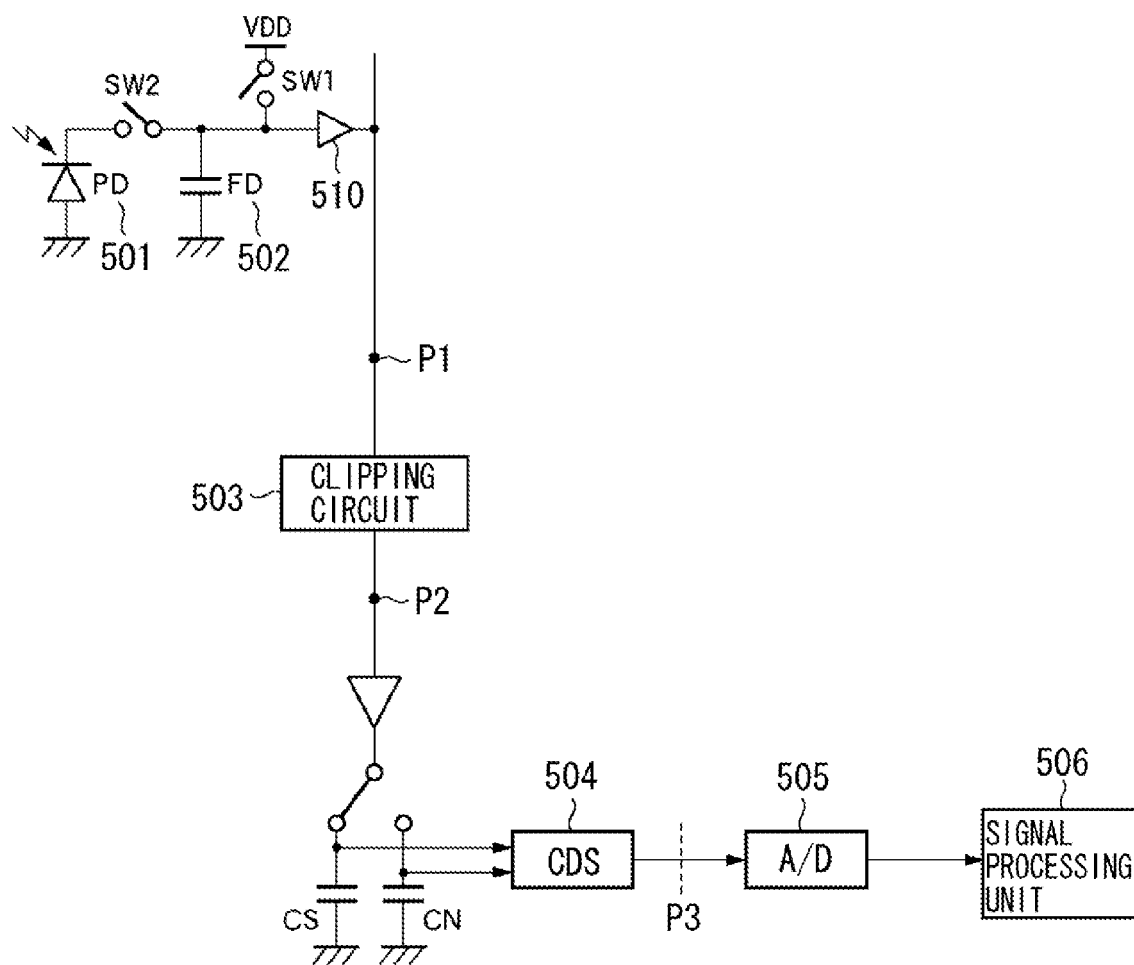 VDD
SW2
SW1
PD
FD
510
501
502
P1
503
CLIPPING
CIRCUIT
P2
504
505
506
CDS
A/D
SIGNAL
PROCESSING
UNIT
P3
CS
CN